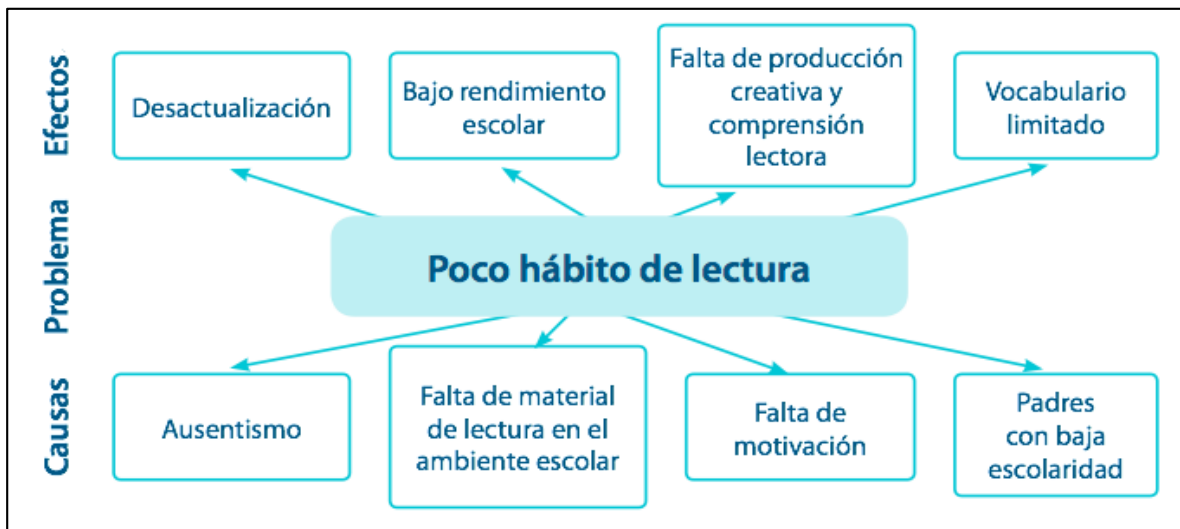 Efectos
Desactualización
Bajo rendimiento
escolar
Falta de producción
creativa y
comprensión
lectora
Vocabulario
limitado
Problema
Poco hábito de lectura
Causas
Ausentismo
Falta de material
de lectura en el
ambiente escolar
Falta de
motivación
Padres
con baja
escolaridad